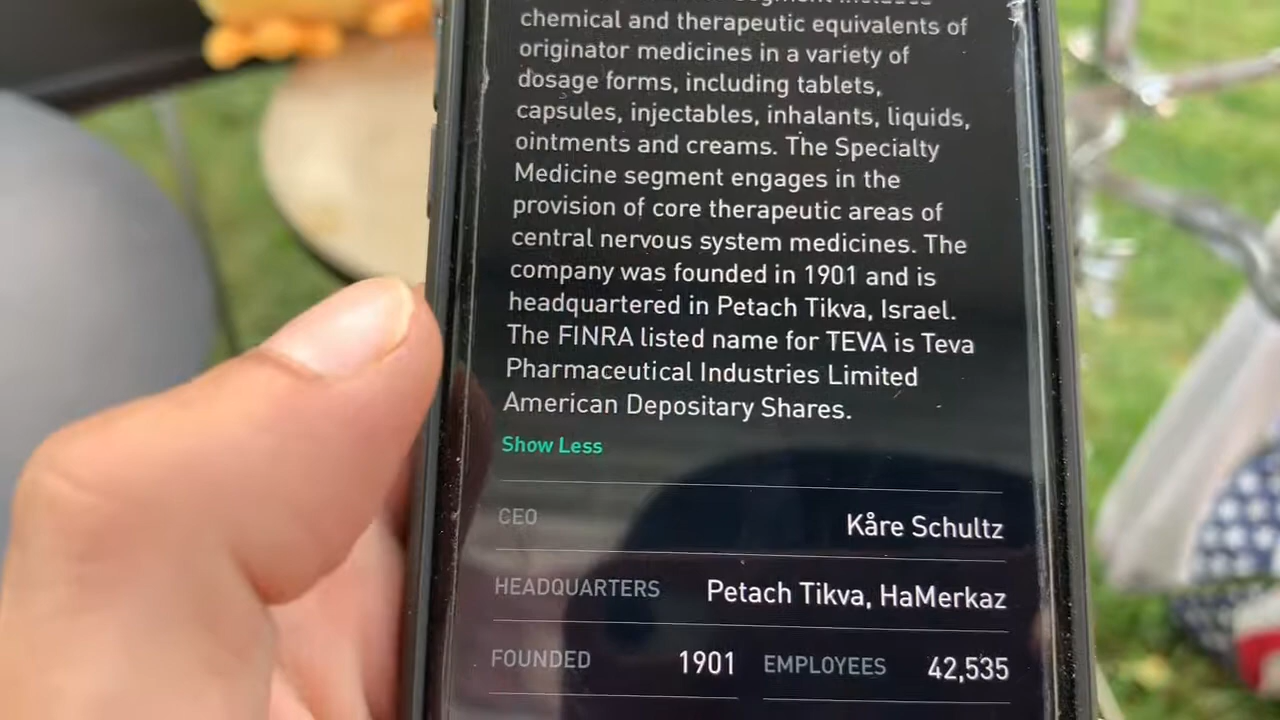 segment includes
chemical and therapeutic equivalents of
originator medicines in a variety of
dosage forms, including tablets,
capsules, injectables, inhalants, liquids,
ointments and creams. The Specialty
Medicine segment engages in the
provision of core therapeutic areas of
central nervous system medicines. The
company was founded in 1901 and is
headquartered in Petach Tikva, Israel.
The FINRA listed name for TEVA is Teva
Pharmaceutical Industries Limited
American Depositary Shares.
Show Less
CEO Kåre Schultz
HEADQUARTERS Petach Tikva, HaMerkaz
FOUNDED 1901 EMPLOYEES 42,535